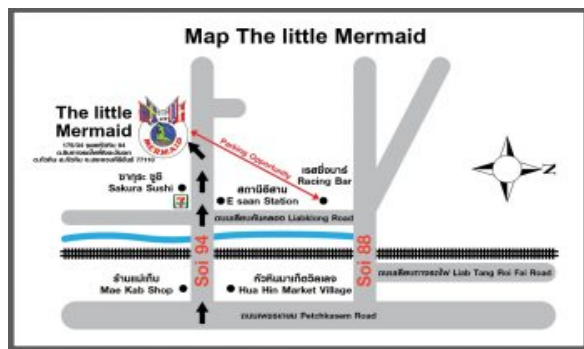 Map The little Mermaid
The little
Mermaid
MERMAID
Parking Opportunity
ซากุระ ซูชิ
Sakura Sushi
7
สถานีอีสาน
E saan Station
เรสซิ่งบาร์
Racing Bar
N
ถนนเลียบคันคลอง Liabklong Road
Soi 94
Soi 88
ถนนเลียบทางรถไฟ Liab Tang Roi Fai Road
ร้านแม่เก็บ
Mae Kab Shop
หัวหินมาเก็ตวิลเลจ
Hua Hin Market Village
ถนนเพชรเกษม Petchkasem Road